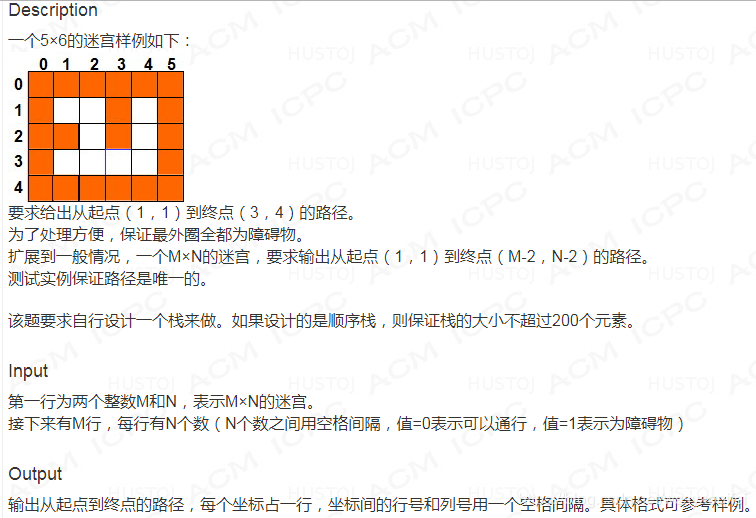 Description
一个5×6的迷宫样例如下：
0 1 2 3 4 5
0
1
2
3
4
要求给出从起点（1，1）到终点（3，4）的路径。
为了处理方便，保证最外圈全都为障碍物。
扩展到一般情况，一个M×N的迷宫，要求输出从起点（1，1）到终点（M-2，N-2）的路径。
测试实例保证路径是唯一的。
该题要求自行设计一个栈来做。如果设计的是顺序栈，则保证栈的大小不超过200个元素。
Input
第一行为两个整数M和N，表示M×N的迷宫。
接下来有M行，每行有N个数（N个数之间用空格间隔，值=0表示可以通行，值=1表示为障碍物）
Output
输出从起点到终点的路径，每个坐标占一行，坐标间的行号和列号用一个空格间隔。具体格式可参考样例。
HUSTOJ
ACM ICPC